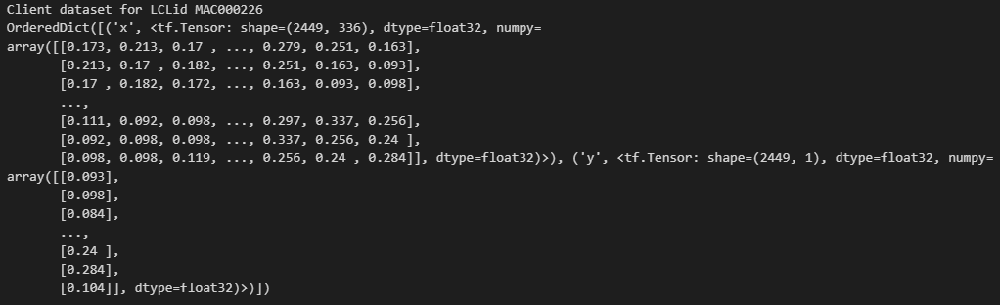 Client dataset for LCLid MAC000226
OrderedDict([('x', <tf.Tensor: shape=(2449, 336), dtype=float32, numpy=
array([[0.173, 0.213, 0.17 , ..., 0.279, 0.251, 0.163],
       [0.213, 0.17 , 0.182, ..., 0.251, 0.163, 0.093],
       [0.17 , 0.182, 0.172, ..., 0.163, 0.093, 0.098],
       ...,
       [0.111, 0.092, 0.098, ..., 0.297, 0.337, 0.256],
       [0.092, 0.098, 0.098, ..., 0.337, 0.256, 0.24 ],
       [0.098, 0.098, 0.119, ..., 0.256, 0.24 , 0.284]], dtype=float32)>), ('y', <tf.Tensor: shape=(2449, 1), dtype=float32, numpy=
array([[0.093],
       [0.098],
       [0.084],
       ...,
       [0.24 ],
       [0.284],
       [0.104]], dtype=float32)>)])